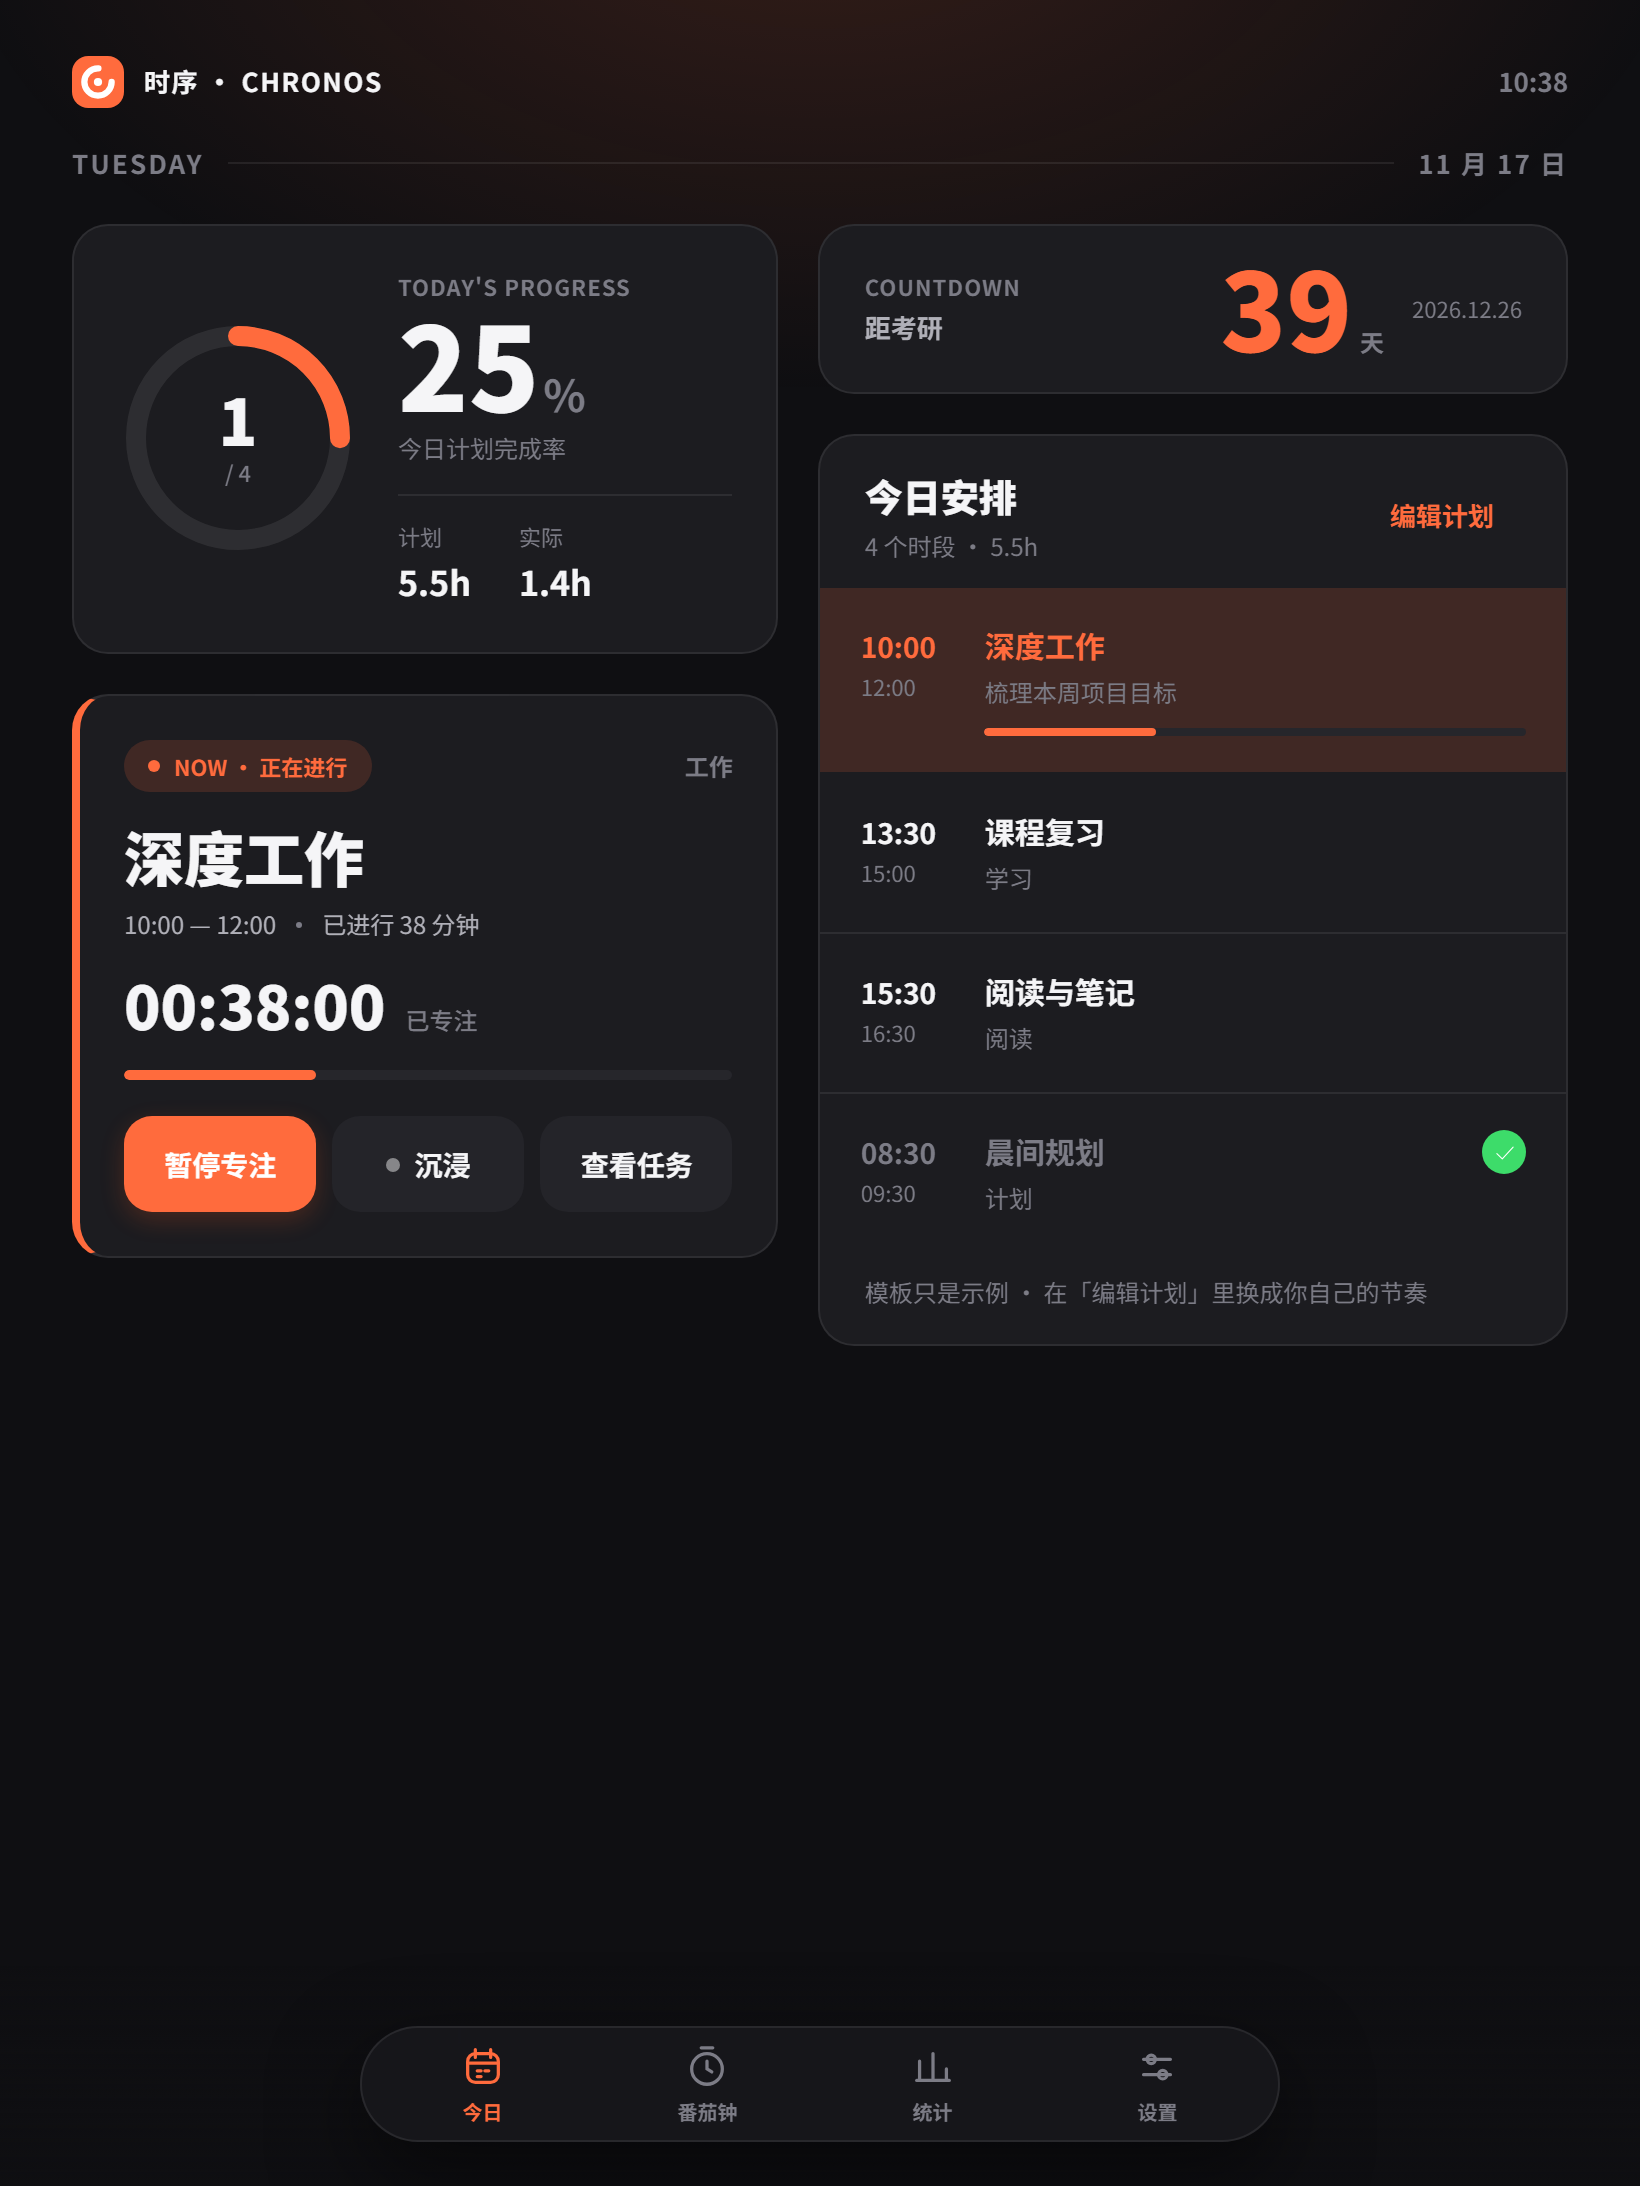 时序 · CHRONOS
10:38
TUESDAY
11 月 17 日
TODAY'S PROGRESS
25%
今日计划完成率
1
/ 4
计划 实际
5.5h 1.4h
NOW · 正在进行
工作
深度工作
10:00 — 12:00 · 已进行 38 分钟
00:38:00 已专注
暂停专注
沉浸
查看任务
COUNTDOWN
距考研
39 天
2026.12.26
今日安排
4 个时段 · 5.5h
编辑计划
10:00 深度工作
12:00 梳理本周项目目标
13:30 课程复习
15:00 学习
15:30 阅读与笔记
16:30 阅读
08:30 晨间规划
09:30 计划
模板只是示例 · 在「编辑计划」里换成你自己的节奏
今日
番茄钟
统计
设置